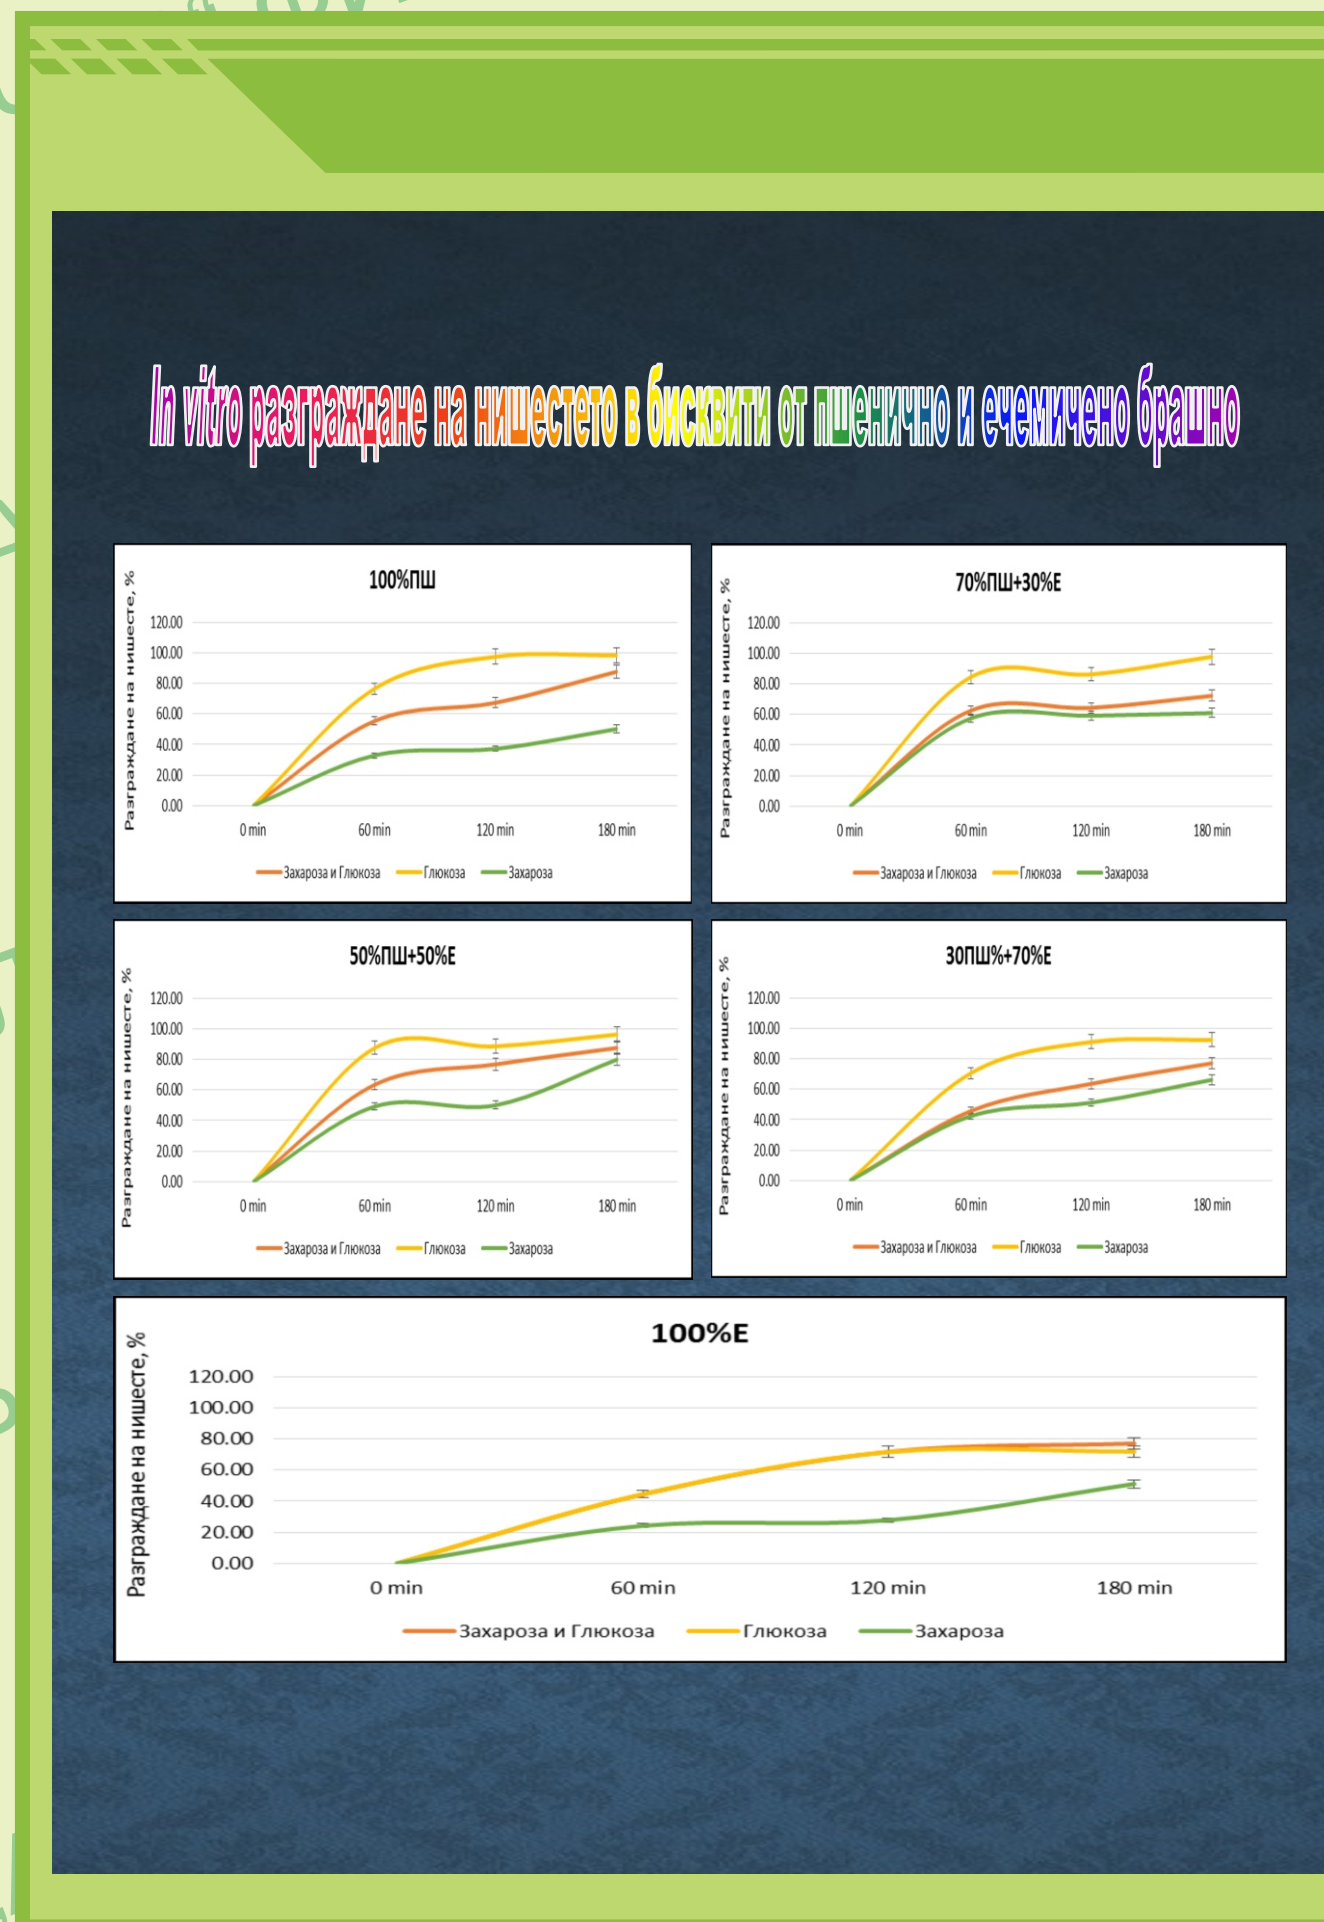 In vitro разграждане на нишестето в бисквити от пшенично и ечемичено брашно
100%ПШ
Разграждане на нишесте, %
120.00
100.00
80.00
60.00
40.00
20.00
0.00
0 min 60 min 120 min 180 min
Захароза и Глюкоза Глюкоза Захароза
70%ПШ+30%Е
Разграждане на нишесте, %
120.00
100.00
80.00
60.00
40.00
20.00
0.00
0 min 60 min 120 min 180 min
Захароза и Глюкоза Глюкоза Захароза
50%ПШ+50%Е
Разграждане на нишесте, %
120.00
100.00
80.00
60.00
40.00
20.00
0.00
0 min 60 min 120 min 180 min
Захароза и Глюкоза Глюкоза Захароза
30ПШ%+70%Е
Разграждане на нишесте, %
120.00
100.00
80.00
60.00
40.00
20.00
0.00
0 min 60 min 120 min 180 min
Захароза и Глюкоза Глюкоза Захароза
100%Е
Разграждане на нишесте, %
120.00
100.00
80.00
60.00
40.00
20.00
0.00
0 min 60 min 120 min 180 min
Захароза и Глюкоза Глюкоза Захароза